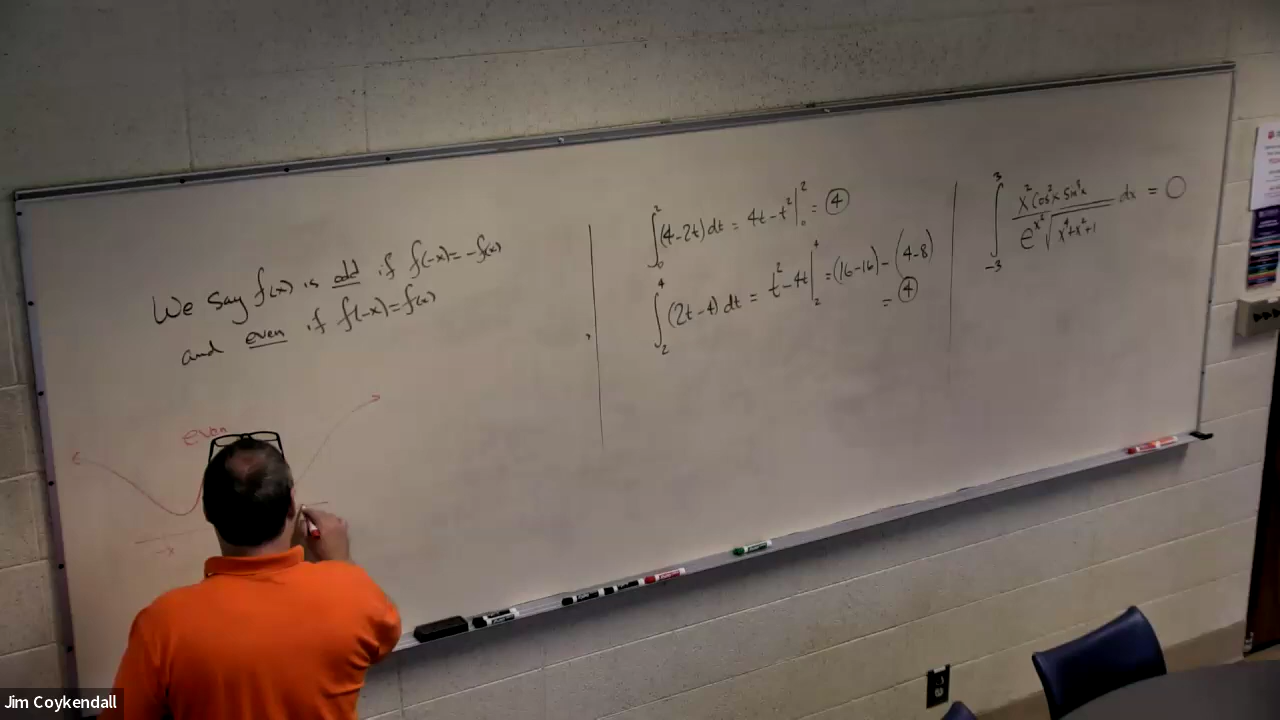 We say f(x) is odd if f(-x)=-f(x)
and even if f(-x)=f(x)
even
-x
∫₀² (4-2t)dt = 4t-t² |₀² = 4
∫₂⁴ (2t-4)dt = t²-4t |₂⁴ = (16-16)-(4-8)
= 4
∫₋₃³ x² cos²x sin³x / e^(x²) √(x⁴+x²+1) dx = 0
Jim Coykendall